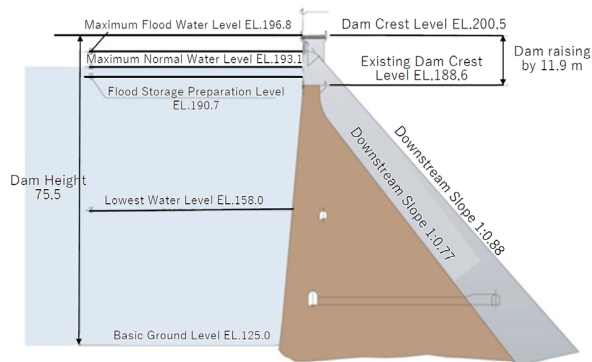 Maximum Flood Water Level EL.196.8
Dam Crest Level EL.200.5
Maximum Normal Water Level EL.193.1
Existing Dam Crest
Level EL.188.6
Dam raising
by 11.9 m
Flood Storage Preparation Level
EL.190.7
Downstream Slope 1:0.77
Downstream Slope 1:0.88
Dam Height
75.5
Lowest Water Level EL.158.0
Basic Ground Level EL.125.0